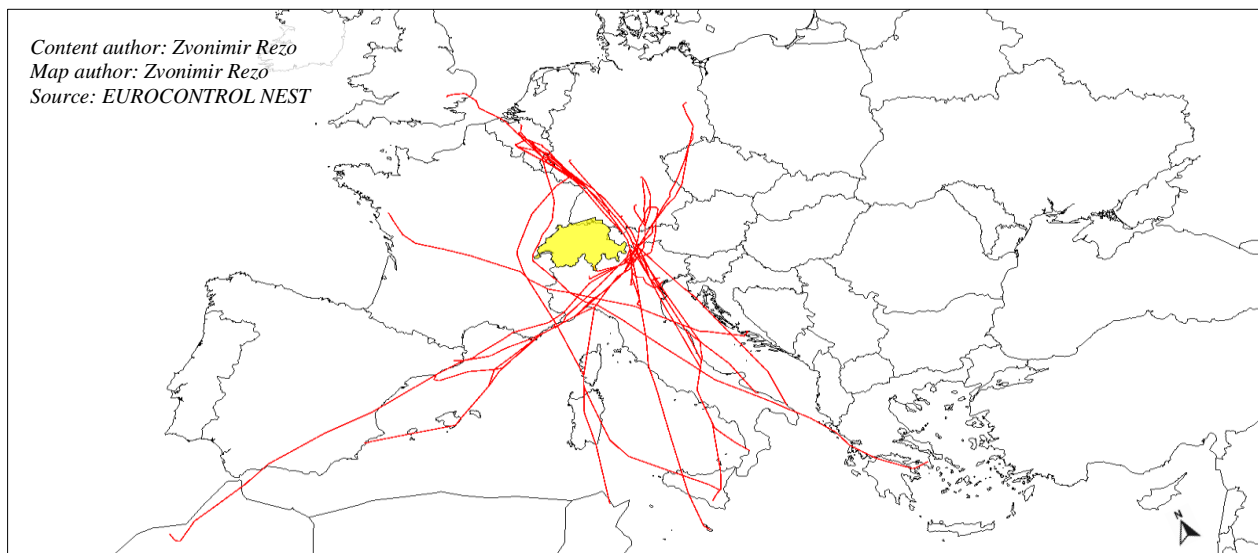 Content author: Zvonimir Rezo
Map author: Zvonimir Rezo
Source: EUROCONTROL NEST
N